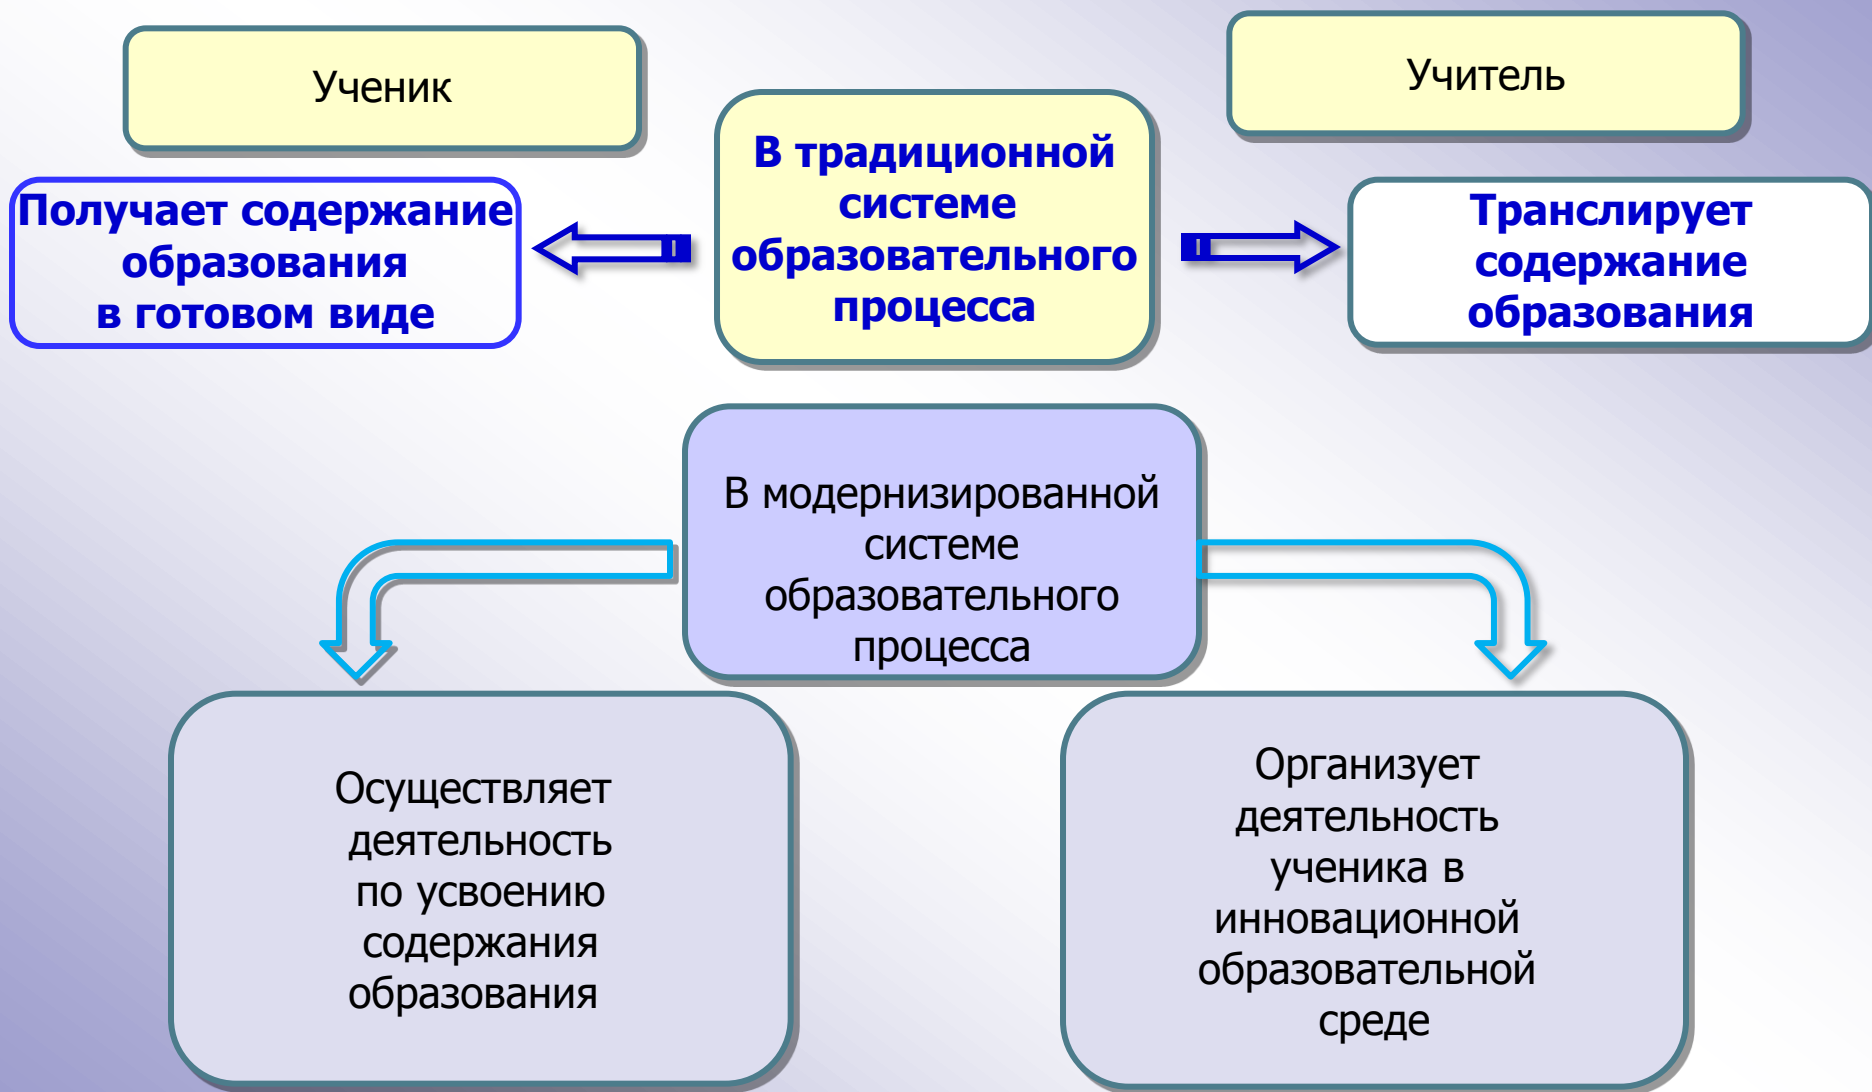 Ученик
Учитель
В традиционной
системе
образовательного
процесса
Получает содержание
образования
в готовом виде
Транслирует
содержание
образования
В модернизированной
системе
образовательного
процесса
Осуществляет
деятельность
по усвоению
содержания
образования
Организует
деятельность
ученика в
инновационной
образовательной
среде